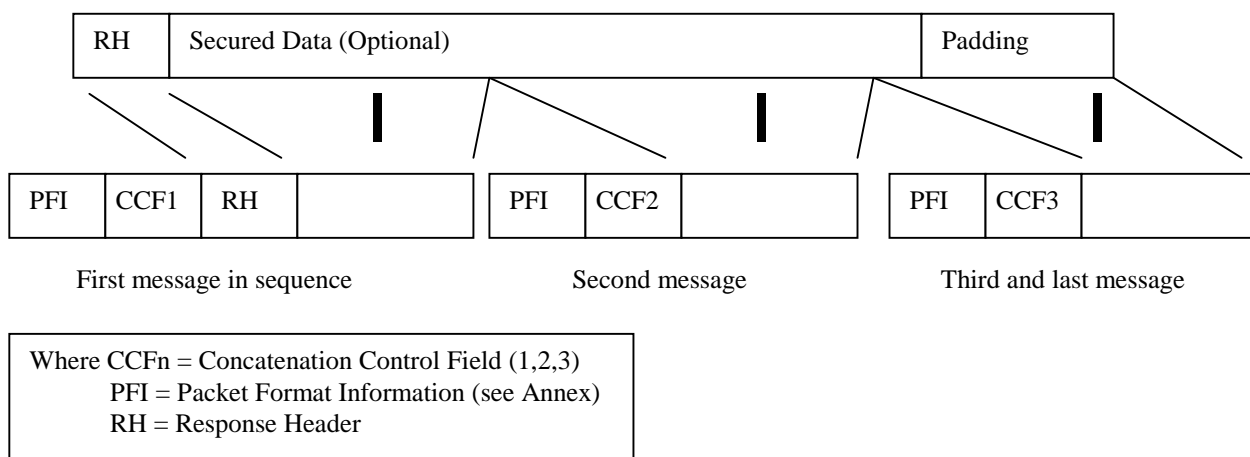 RH Secured Data (Optional) Padding
PFI CCF1 RH PFI CCF2 PFI CCF3
First message in sequence Second message Third and last message
Where CCFn = Concatenation Control Field (1,2,3)
PFI = Packet Format Information (see Annex)
RH = Response Header